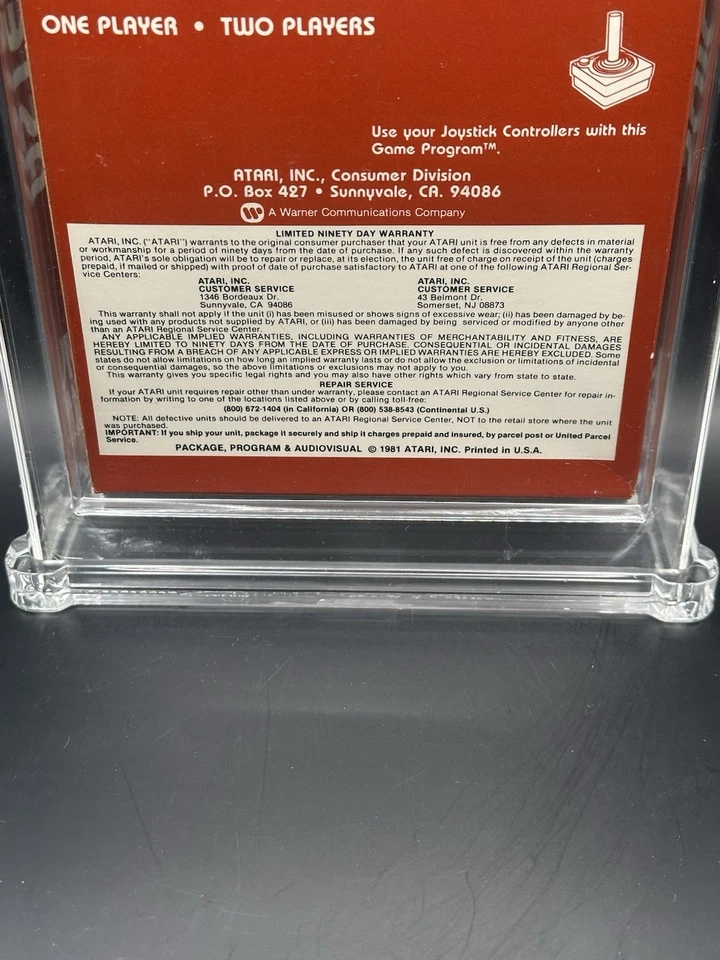 ONE PLAYER • TWO PLAYERS
Use your Joystick Controllers with this
Game Program™.
ATARI, INC., Consumer Division
P.O. Box 427 • Sunnyvale, CA. 94086
A Warner Communications Company
LIMITED NINETY DAY WARRANTY
ATARI, INC. ("ATARI") warrants to the original consumer purchaser that your ATARI unit is free from any defects in material
or workmanship for a period of ninety days from the date of purchase. If any such defect is discovered within the warranty
period, ATARI's sole obligation will be to repair or replace, at its election, the unit free of charge on receipt of the unit (charges
prepaid, if mailed or shipped) with proof of date of purchase satisfactory to ATARI at one of the following ATARI Regional Ser-
vice Centers:
ATARI, INC. ATARI, INC.
CUSTOMER SERVICE CUSTOMER SERVICE
1346 Bordeaux Dr. 43 Belmont Dr.
Sunnyvale, CA 94086 Somerset, NJ 08873
This warranty shall not apply if the unit (i) has been misused or shows signs of excessive wear; (ii) has been damaged by be-
ing used with any products not supplied by ATARI, or (iii) has been damaged by being serviced or modified by anyone other
than an ATARI Regional Service Center.
ANY APPLICABLE IMPLIED WARRANTIES, INCLUDING WARRANTIES OF MERCHANTABILITY AND FITNESS, ARE
HEREBY LIMITED TO NINETY DAYS FROM THE DATE OF PURCHASE. CONSEQUENTIAL OR INCIDENTAL DAMAGES
RESULTING FROM A BREACH OF ANY APPLICABLE EXPRESS OR IMPLIED WARRANTIES ARE HEREBY EXCLUDED. Some
states do not allow limitations on how long an implied warranty lasts or do not allow the exclusion or limitations of incidental
or consequential damages, so the above limitations or exclusions may not apply to you.
This warranty gives you specific legal rights and you may also have other rights which vary from state to state.
REPAIR SERVICE
If your ATARI unit requires repair other than under warranty, please contact an ATARI Regional Service Center for repair in-
formation by writing to one of the locations listed above or by calling toll-free:
(800) 672-1404 (in California) OR (800) 538-8543 (Continental U.S.)
NOTE: All defective units should be delivered to an ATARI Regional Service Center, NOT to the retail store where the unit
was purchased.
IMPORTANT: If you ship your unit, package it securely and ship it charges prepaid and insured, by parcel post or United Parcel
Service.
PACKAGE, PROGRAM & AUDIOVISUAL © 1981 ATARI, INC. Printed in U.S.A.